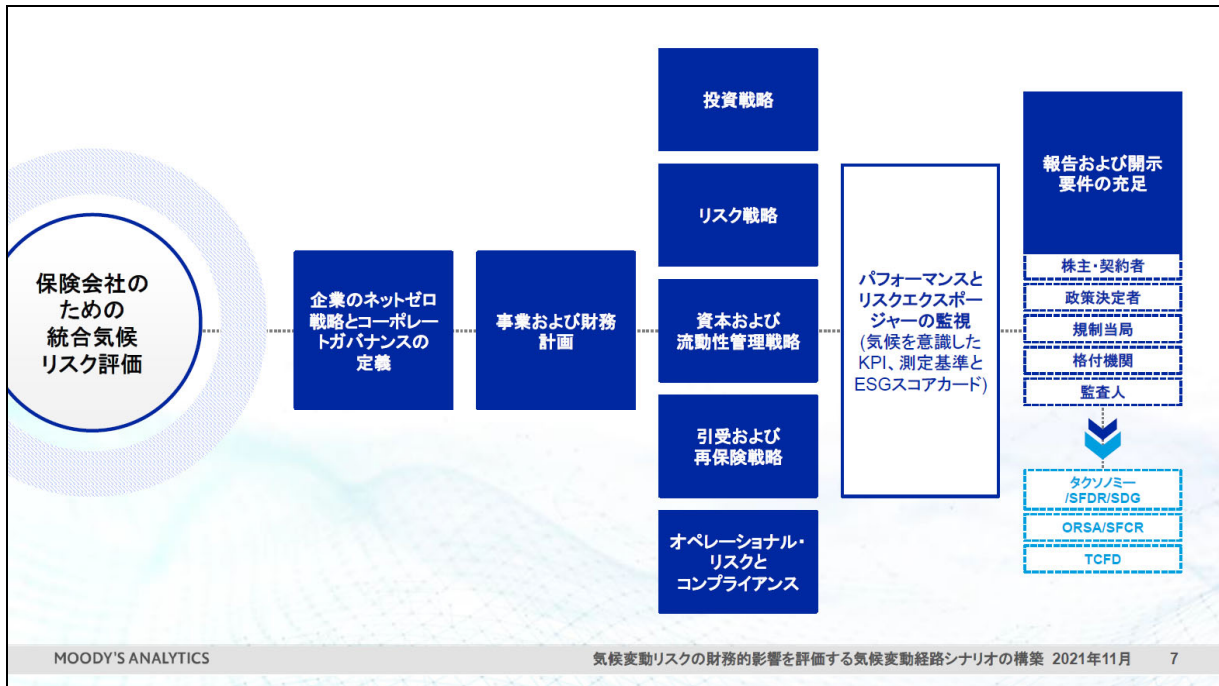 保険会社の
ための
統合気候
リスク評価
企業のネットゼロ
戦略とコーポレー
トガバナンスの
定義
事業および財務
計画
投資戦略
リスク戦略
資本および
流動性管理戦略
引受および
再保険戦略
オペレーショナル・
リスクと
コンプライアンス
パフォーマンスと
リスクエクスポー
ジャーの監視
(気候を意識した
KPI、測定基準と
ESGスコアカード)
報告および開示
要件の充足
株主・契約者
政策決定者
規制当局
格付機関
監査人
タクソノミー
/SFDR/SDG
ORSA/SFCR
TCFD
MOODY'S ANALYTICS
気候変動リスクの財務的影響を評価する気候変動経路シナリオの構築 2021年11月 7